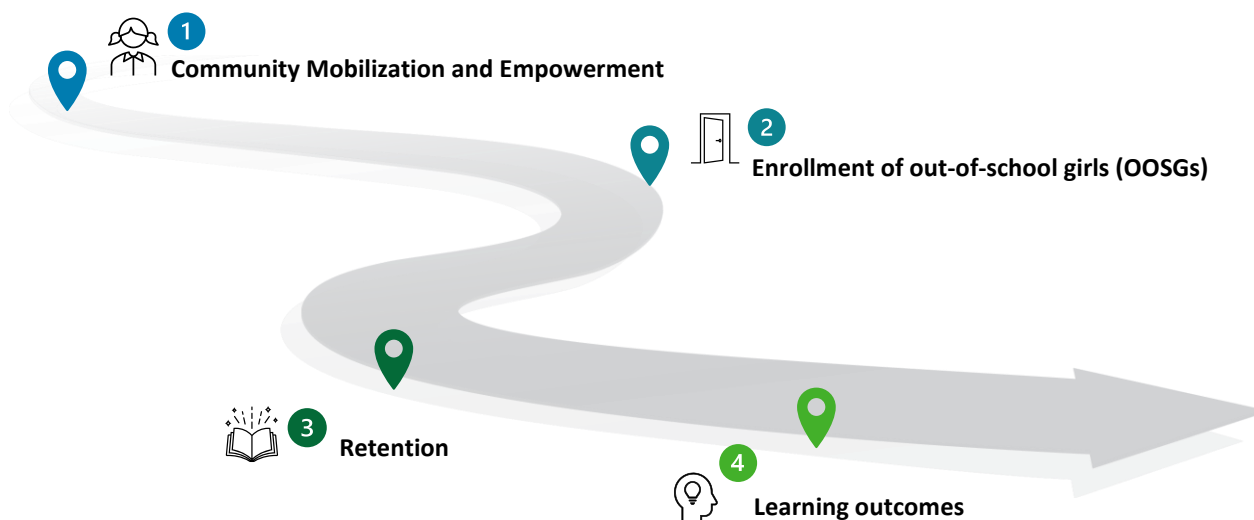 1
Community Mobilization and Empowerment
2
Enrollment of out-of-school girls (OOSGs)
3
Retention
4
Learning outcomes